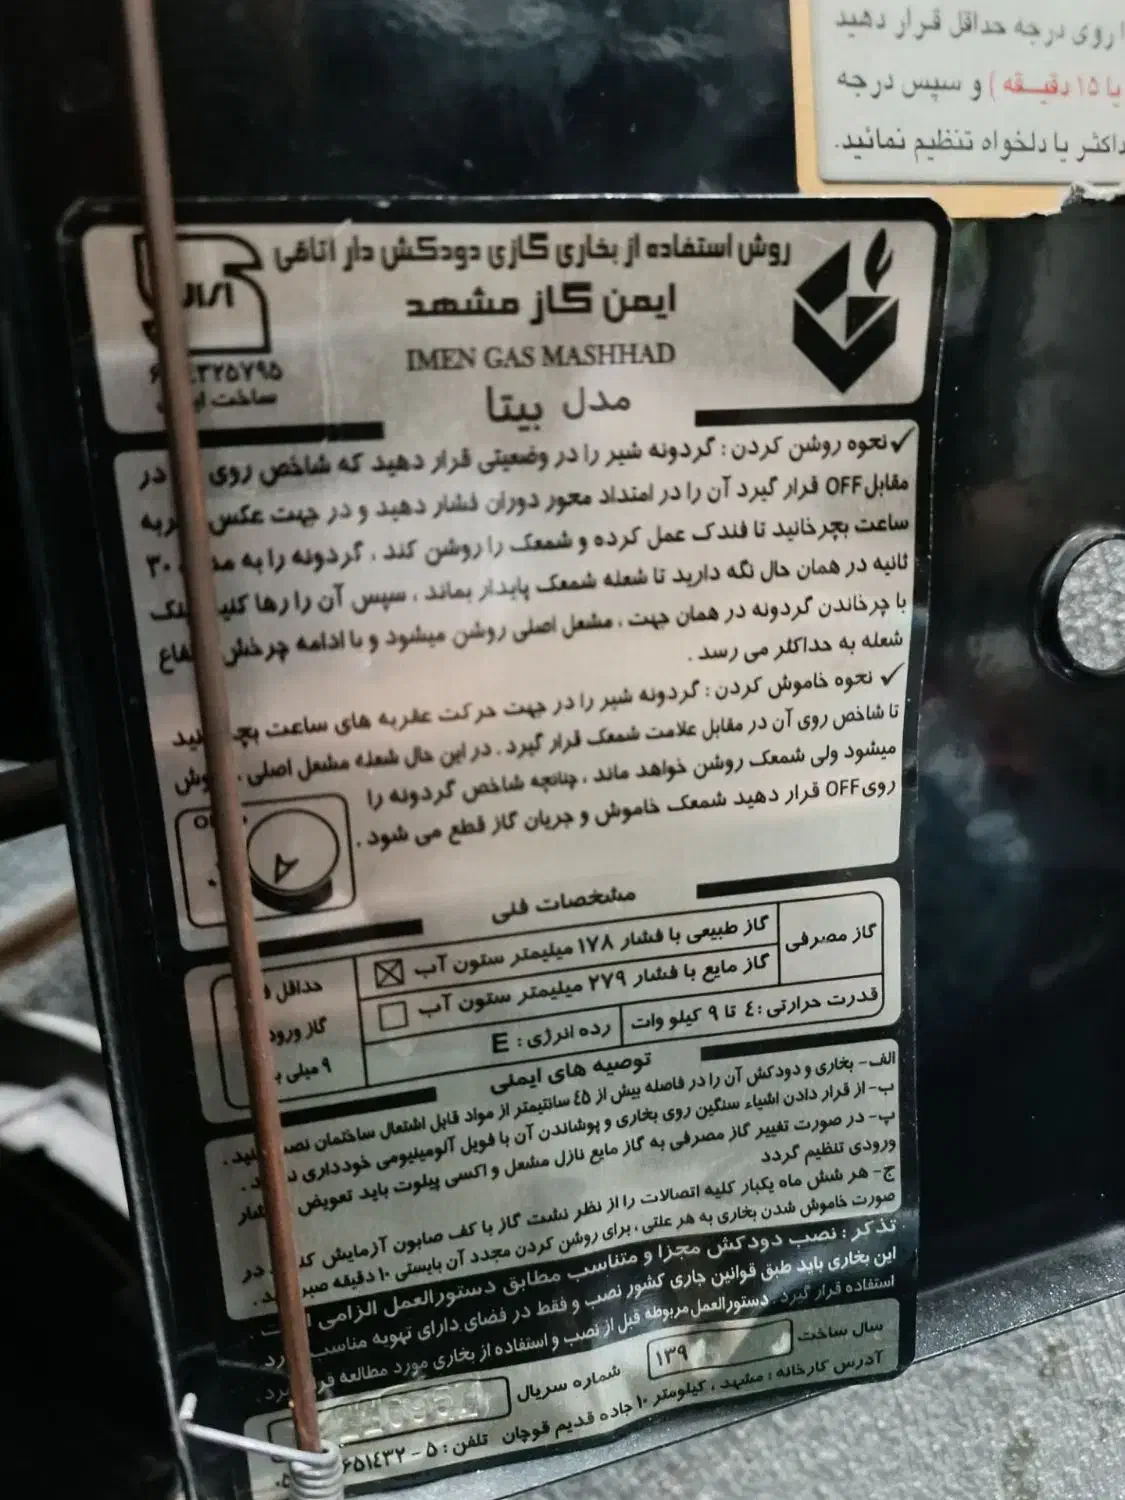 ا روی درجه حداقل قرار دهید
یا ۱۵ دقیقه ) و سپس درجه
داکثر یا دلخواه تنظیم نمائید.
روش استفاده از بخاری گازی دودکش دار اتاقی
ایمن گاز مشهد
IMEN GAS MASHHAD
مدل بیتا
ساخت
✓ نحوه روشن کردن : گردونه شیر را در وضعیتی قرار دهید که شاخص روی در
مقابل OFF قرار گیرد آن را در امتداد محور دوران فشار دهید و در جهت عکس
ساعت بچرخانید تا فندک عمل کرده و شمعک را روشن کند ، گردونه را به ۳۰
ثانیه در همان حال نگه دارید تا شعله شمعک پایدار بماند ، سپس آن را رها
با چرخاندن گردونه در همان جهت ، مشعل اصلی روشن میشود و با ادامه چرخش
شعله به حداکثر می رسد .
✓ نحوه خاموش کردن : گردونه شیر را در جهت حرکت عقربه های ساعت
تا شاخص روی آن در مقابل علامت شمعک قرار گیرد . در این حال شعله مشعل اصلی
میشود ولی شمعک روشن خواهد ماند ، چنانچه شاخص گردونه را
روی OFF قرار دهید شمعک خاموش و جریان گاز قطع می شود .
مشخصات فنی
گاز مصرفی
گاز طبیعی با فشار ۱۷۸ میلیمتر ستون آب ☒
گاز مایع با فشار ۲۷۹ میلیمتر ستون آب ☐
قدرت حرارتی : ٤ تا ۹ کیلو وات
رده انرژی : E
حداقل
گاز
۹ میلی
توصیه های ایمنی
الف- بخاری و دودکش آن را در فاصله بیش از ٤٥ سانتیمتر از مواد قابل اشتعال ساختمان
ب- از قرار دادن اشیاء سنگین روی بخاری و پوشاندن آن با فویل آلومینیومی خودداری
پ- در صورت تغییر گاز مصرفی به گاز مایع نازل مشعل و اکسی پیلوت باید تعویض
ورودی تنظیم گردد
ج- هر شش ماه یکبار کلیه اتصالات را از نظر نشت گاز با کف صابون آزمایش در
صورت خاموش شدن بخاری به هر علتی ، برای روشن کردن مجدد آن بایستی ۱۰ دقیقه
تذکر : نصب دودکش مجزا و متناسب مطابق دستورالعمل الزامی
این بخاری باید طبق قوانین جاری کشور نصب و فقط در فضای دارای تهویه مناسب
استفاده قرار گیرد . دستورالعمل مربوطه قبل از نصب و استفاده از بخاری مورد مطالعه
سال ساخت ۱۳۹
شماره سریال
آدرس کارخانه : مشهد ، کیلومتر ۱۰ جاده قدیم قوچان تلفن : ۵ - ۶۵۱٤۳۲